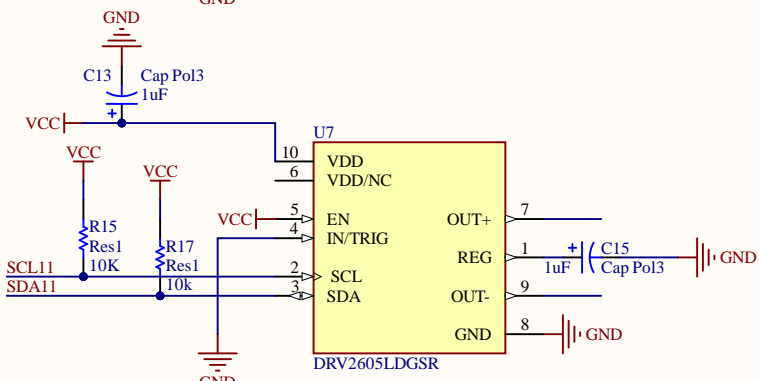 GND
GND
C13 Cap Pol3
1uF
VCC
U7
VCC
10 VDD
6 VDD/NC
VCC
VCC 5 EN
OUT+ 7
4 IN/TRIG
R15
Res1
10K
R17
Res1
10k
REG 1
1uF
C15
Cap Pol3
GND
SCL11
2 SCL
SDA11
3 SDA
OUT- 9
GND 8
GND
DRV2605LDGSR
GND